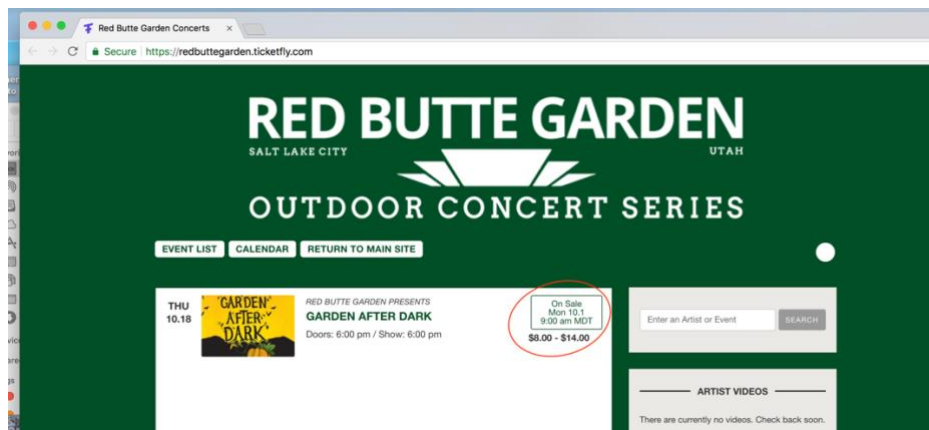 Red Butte Garden Concerts
Secure https://redbuttegarden.ticketfly.com
RED BUTTE GARDEN
SALT LAKE CITY UTAH
OUTDOOR CONCERT SERIES
EVENT LIST CALENDAR RETURN TO MAIN SITE
THU
10.18
GARDEN
AFTER
DARK
RED BUTTE GARDEN PRESENTS
GARDEN AFTER DARK
Doors: 6:00 pm / Show: 6:00 pm
On Sale
Mon 10.1
9:00 am MDT
$8.00 - $14.00
Enter an Artist or Event SEARCH
ARTIST VIDEOS
There are currently no videos. Check back soon.